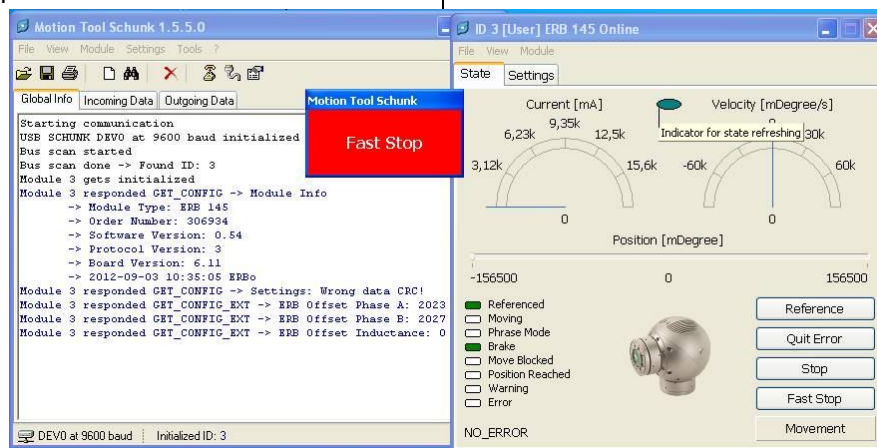 Motion Tool Schunk 1.5.5.0
File View Module Settings Tools ?
Global Info Incoming Data Outgoing Data
Starting communication
USB SCHUNK DEV0 at 9600 baud initialized
Bus scan started
Bus scan done -> Found ID: 3
Module 3 gets initialized
Module 3 responded GET_CONFIG -> Module Info
-> Module Type: ERB 145
-> Order Number: 306934
-> Software Version: 0.54
-> Protocol Version: 3
-> Board Version: 6.11
-> 2012-09-03 10:35:05 ERBo
Module 3 responded GET_CONFIG -> Settings: Wrong data CRC!
Module 3 responded GET_CONFIG_EXT -> ERB Offset Phase A: 2023
Module 3 responded GET_CONFIG_EXT -> ERB Offset Phase B: 2027
Module 3 responded GET_CONFIG_EXT -> ERB Offset Inductance: 0
DEV0 at 9600 baud Initialized ID: 3
Motion Tool Schunk
Fast Stop
ID 3 [User] ERB 145 Online
File View Module
State Settings
Current [mA] Velocity [mDegree/s]
9,35k
6,23k 12,5k Indicator for state refreshing 30k
3,12k 15,6k -60k 60k
0 0
Position [mDegree]
-156500 0 156500
Referenced
Moving
Phrase Mode
Brake
Move Blocked
Position Reached
Warning
Error
NO_ERROR
Reference
Quit Error
Stop
Fast Stop
Movement